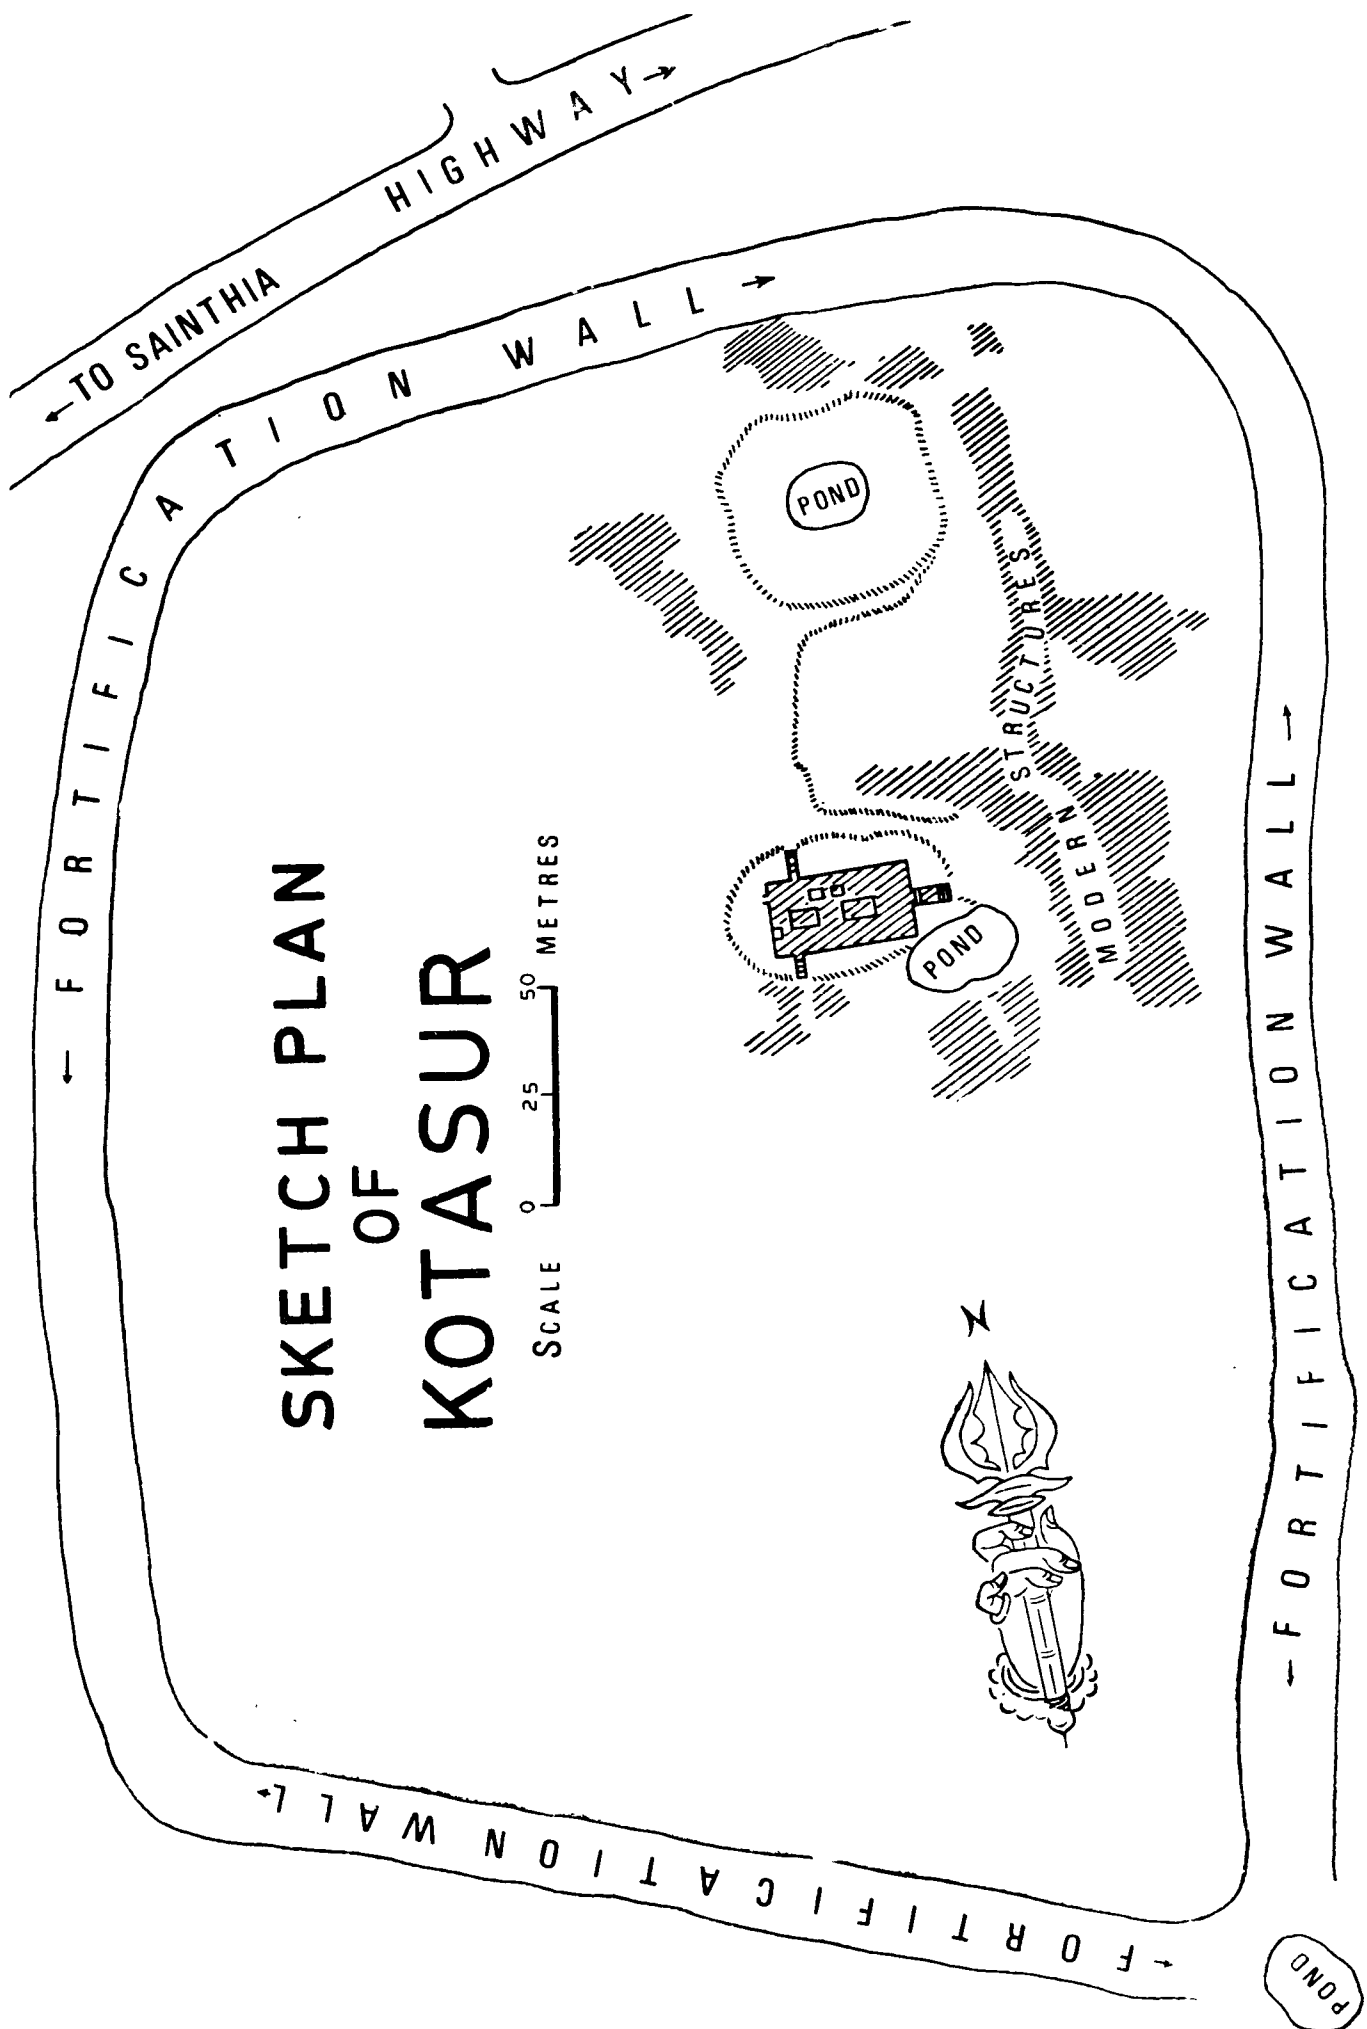 ← TO SAINTHIA HIGHWAY →
← FORTIFICATION WALL →
SKETCH PLAN
OF
KOTASUR
0 25 50
SCALE METRES
POND
POND
MODERN STRUCTURES
N
← FORTIFICATION WALL →
← FORTIFICATION WALL →
POND